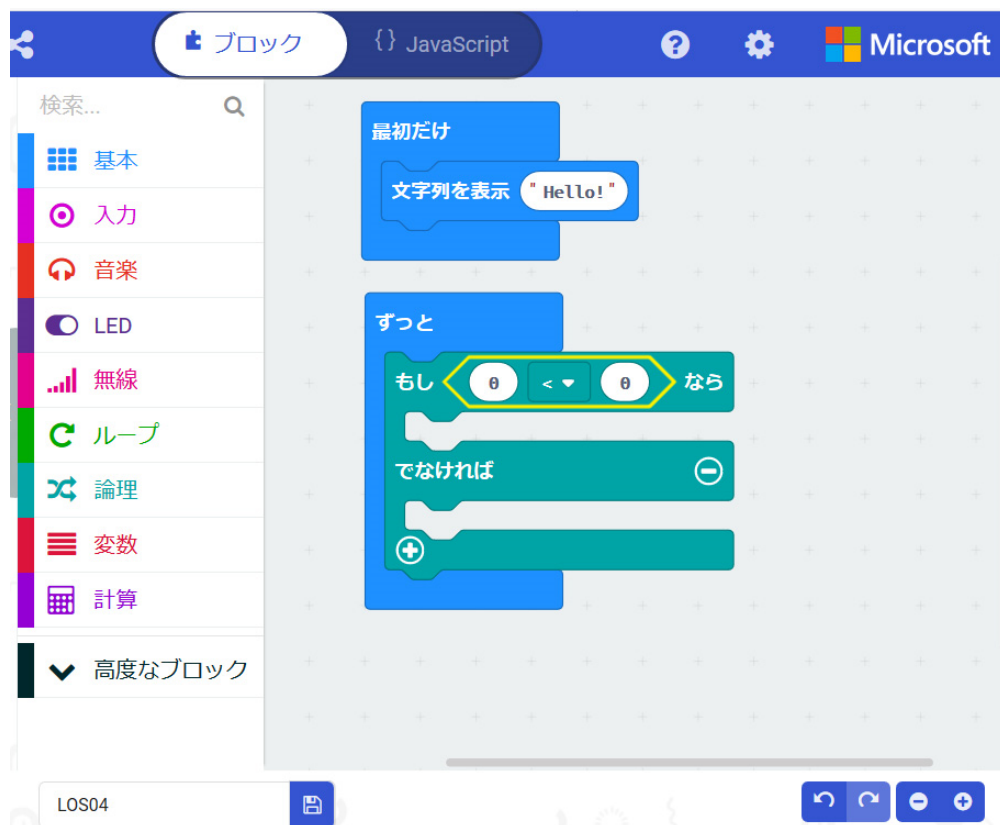 ブロック
{} JavaScript
Microsoft
検索...
基本
入力
音楽
LED
無線
ループ
論理
変数
計算
高度なブロック
最初だけ
文字列を表示 "Hello!"
ずっと
もし 0 < 0 なら
でなければ
LOS04